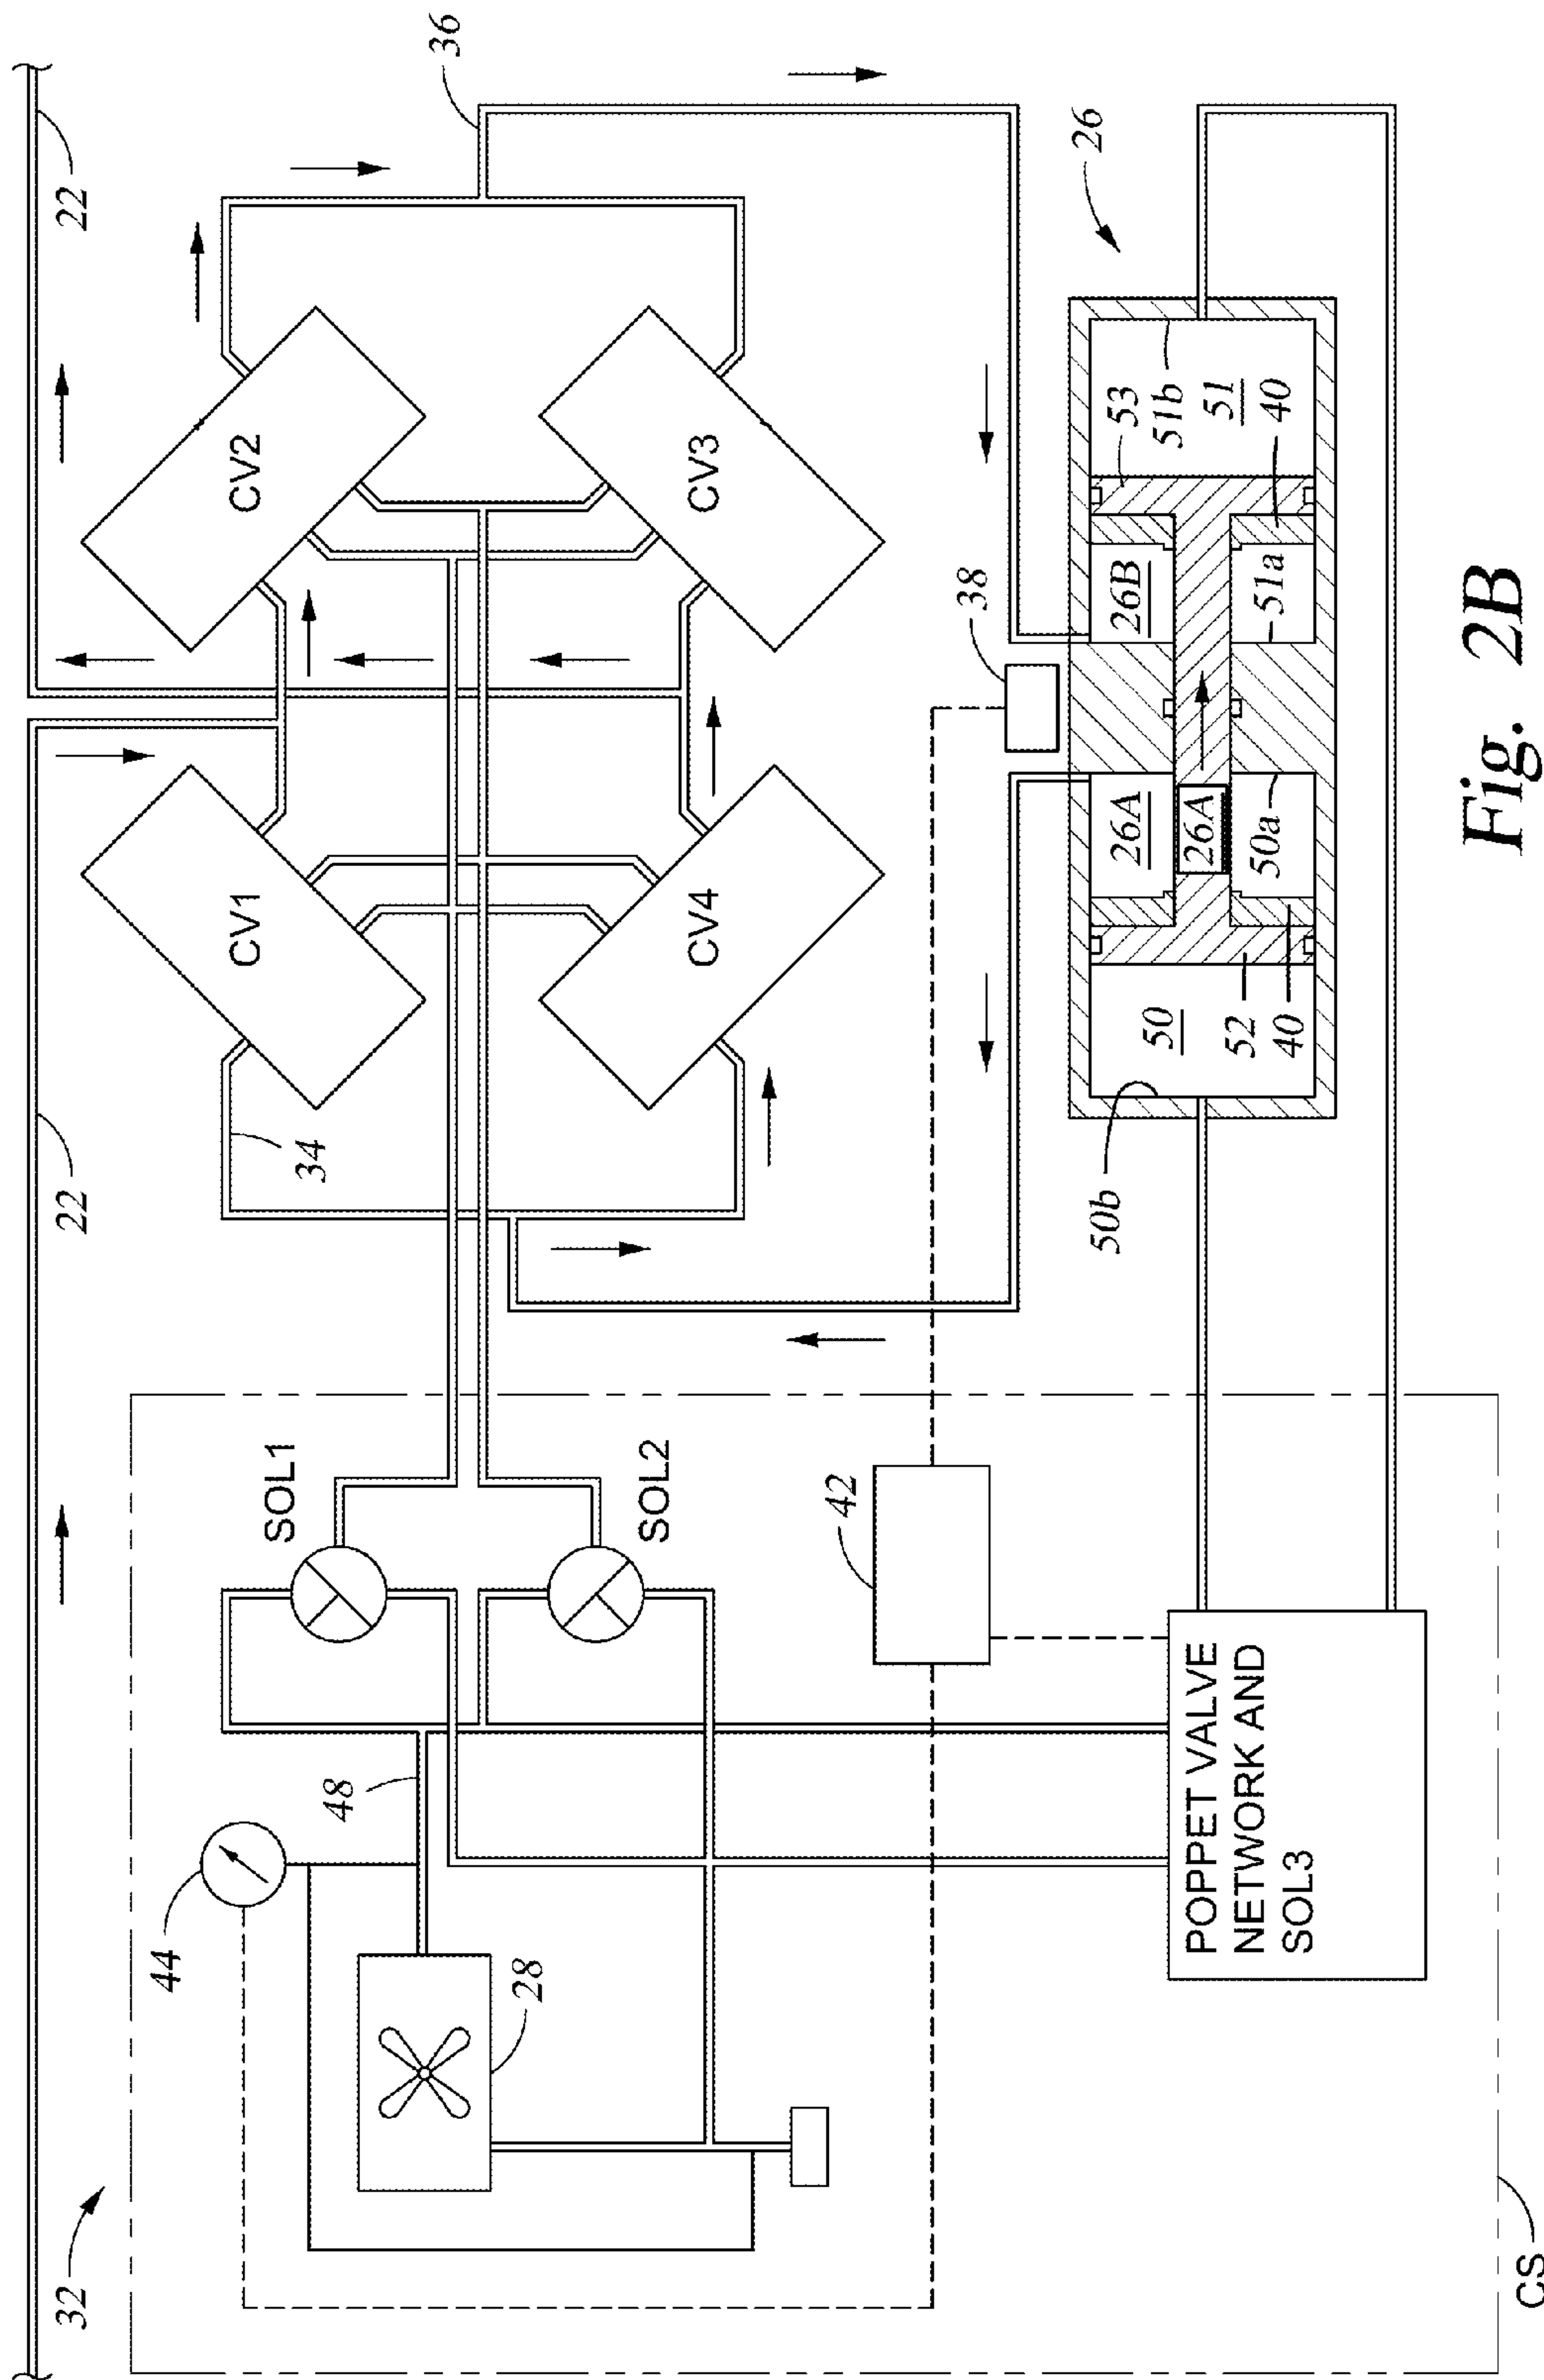 22
22
36
32
CV1
CV2
CV3
CV4
34
SOL1
SOL2
44
48
28
42
38
26
POPPET VALVE
NETWORK AND
SOL3
50b
50
52
40
26A
26A
50a
26B
51a
53
51b
51
40
CS
Fig. 2B